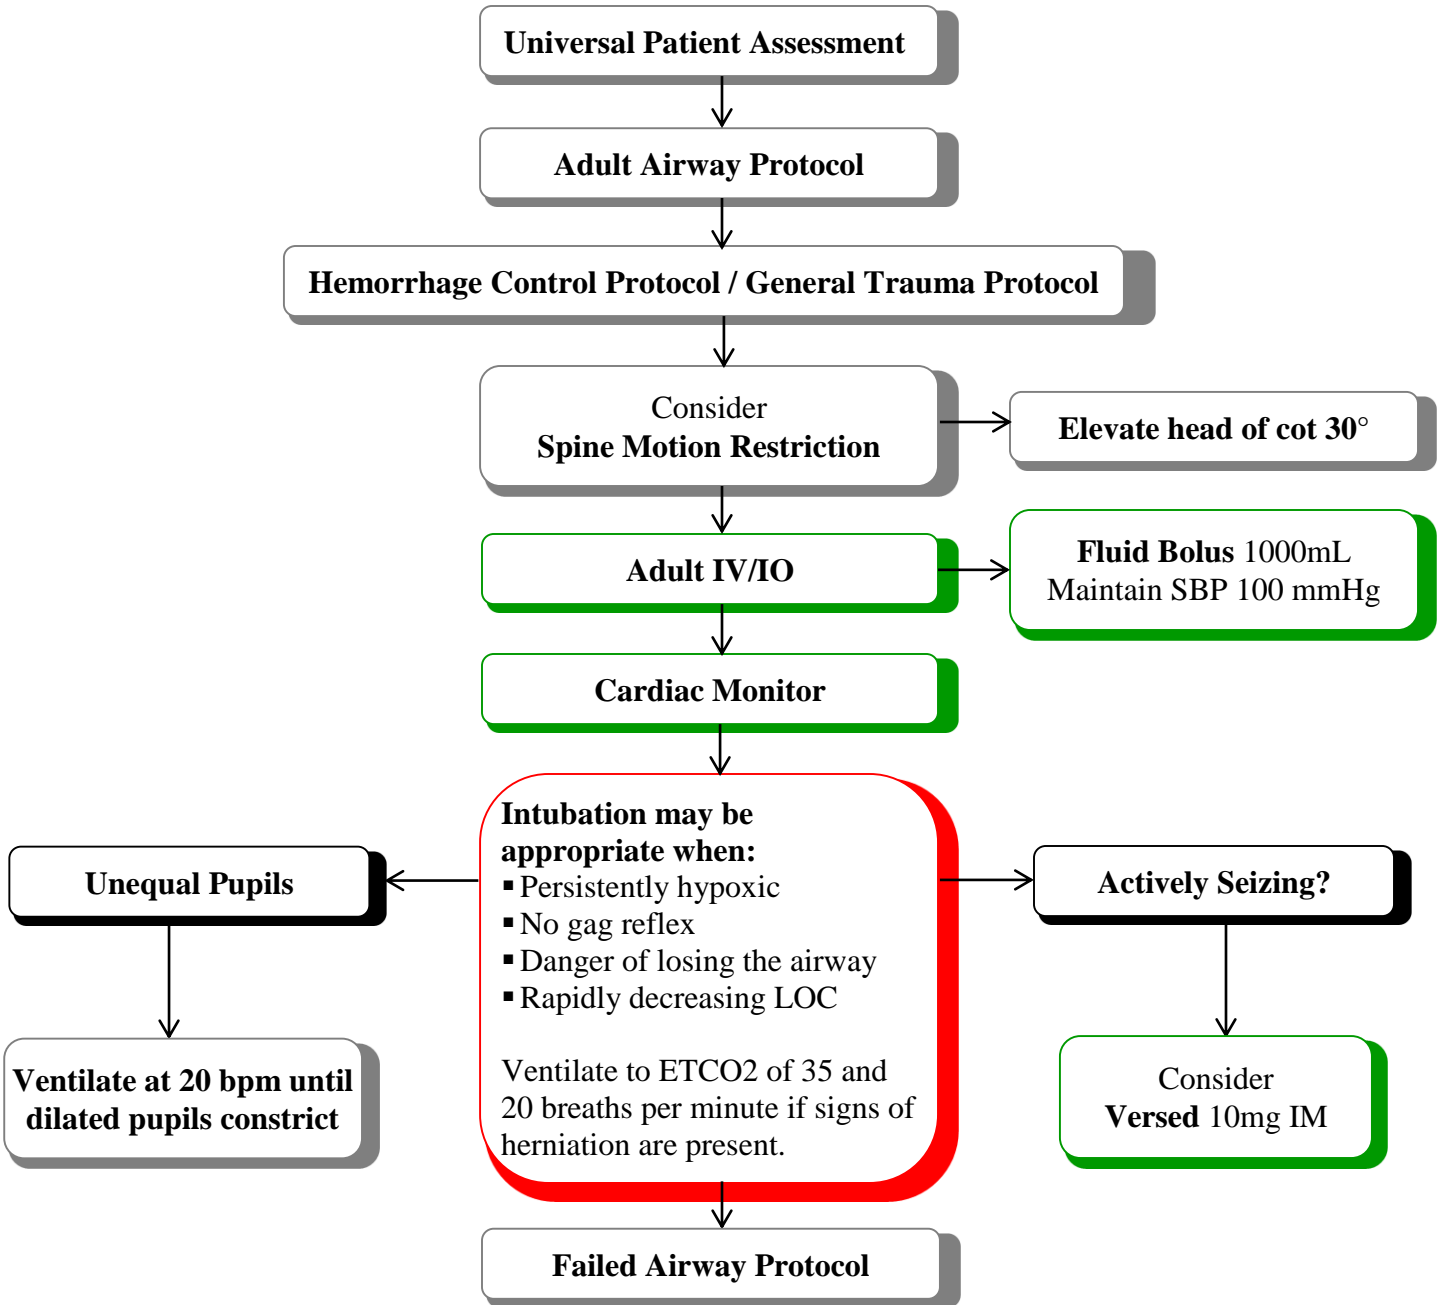 Universal Patient Assessment
Adult Airway Protocol
Hemorrhage Control Protocol / General Trauma Protocol
Consider
Spine Motion Restriction
Elevate head of cot 30°
Adult IV/IO
Fluid Bolus 1000mL
Maintain SBP 100 mmHg
Cardiac Monitor
Intubation may be
appropriate when:
▪ Persistently hypoxic
▪ No gag reflex
▪ Danger of losing the airway
▪ Rapidly decreasing LOC
Ventilate to ETCO2 of 35 and
20 breaths per minute if signs of
herniation are present.
Unequal Pupils
Ventilate at 20 bpm until
dilated pupils constrict
Actively Seizing?
Consider
Versed 10mg IM
Failed Airway Protocol